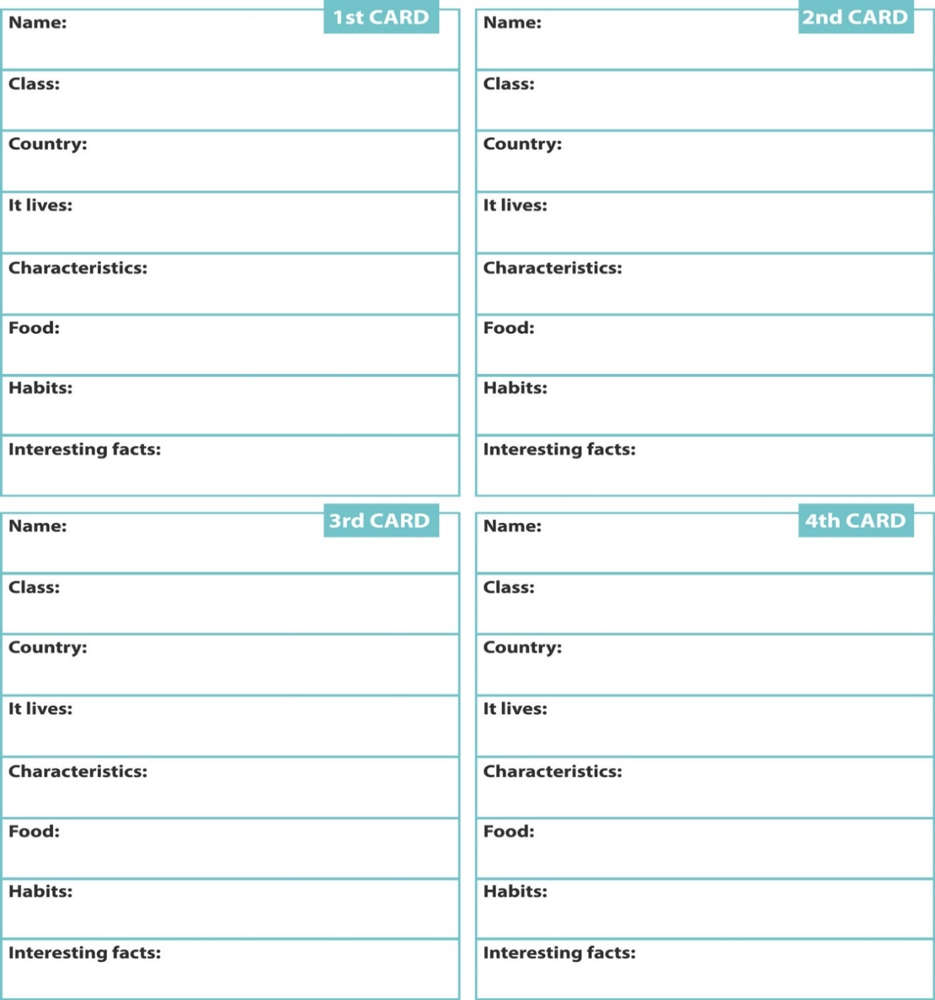 1st CARD
Name:
Class:
Country:
It lives:
Characteristics:
Food:
Habits:
Interesting facts:
2nd CARD
Name:
Class:
Country:
It lives:
Characteristics:
Food:
Habits:
Interesting facts:
3rd CARD
Name:
Class:
Country:
It lives:
Characteristics:
Food:
Habits:
Interesting facts:
4th CARD
Name:
Class:
Country:
It lives:
Characteristics:
Food:
Habits:
Interesting facts: